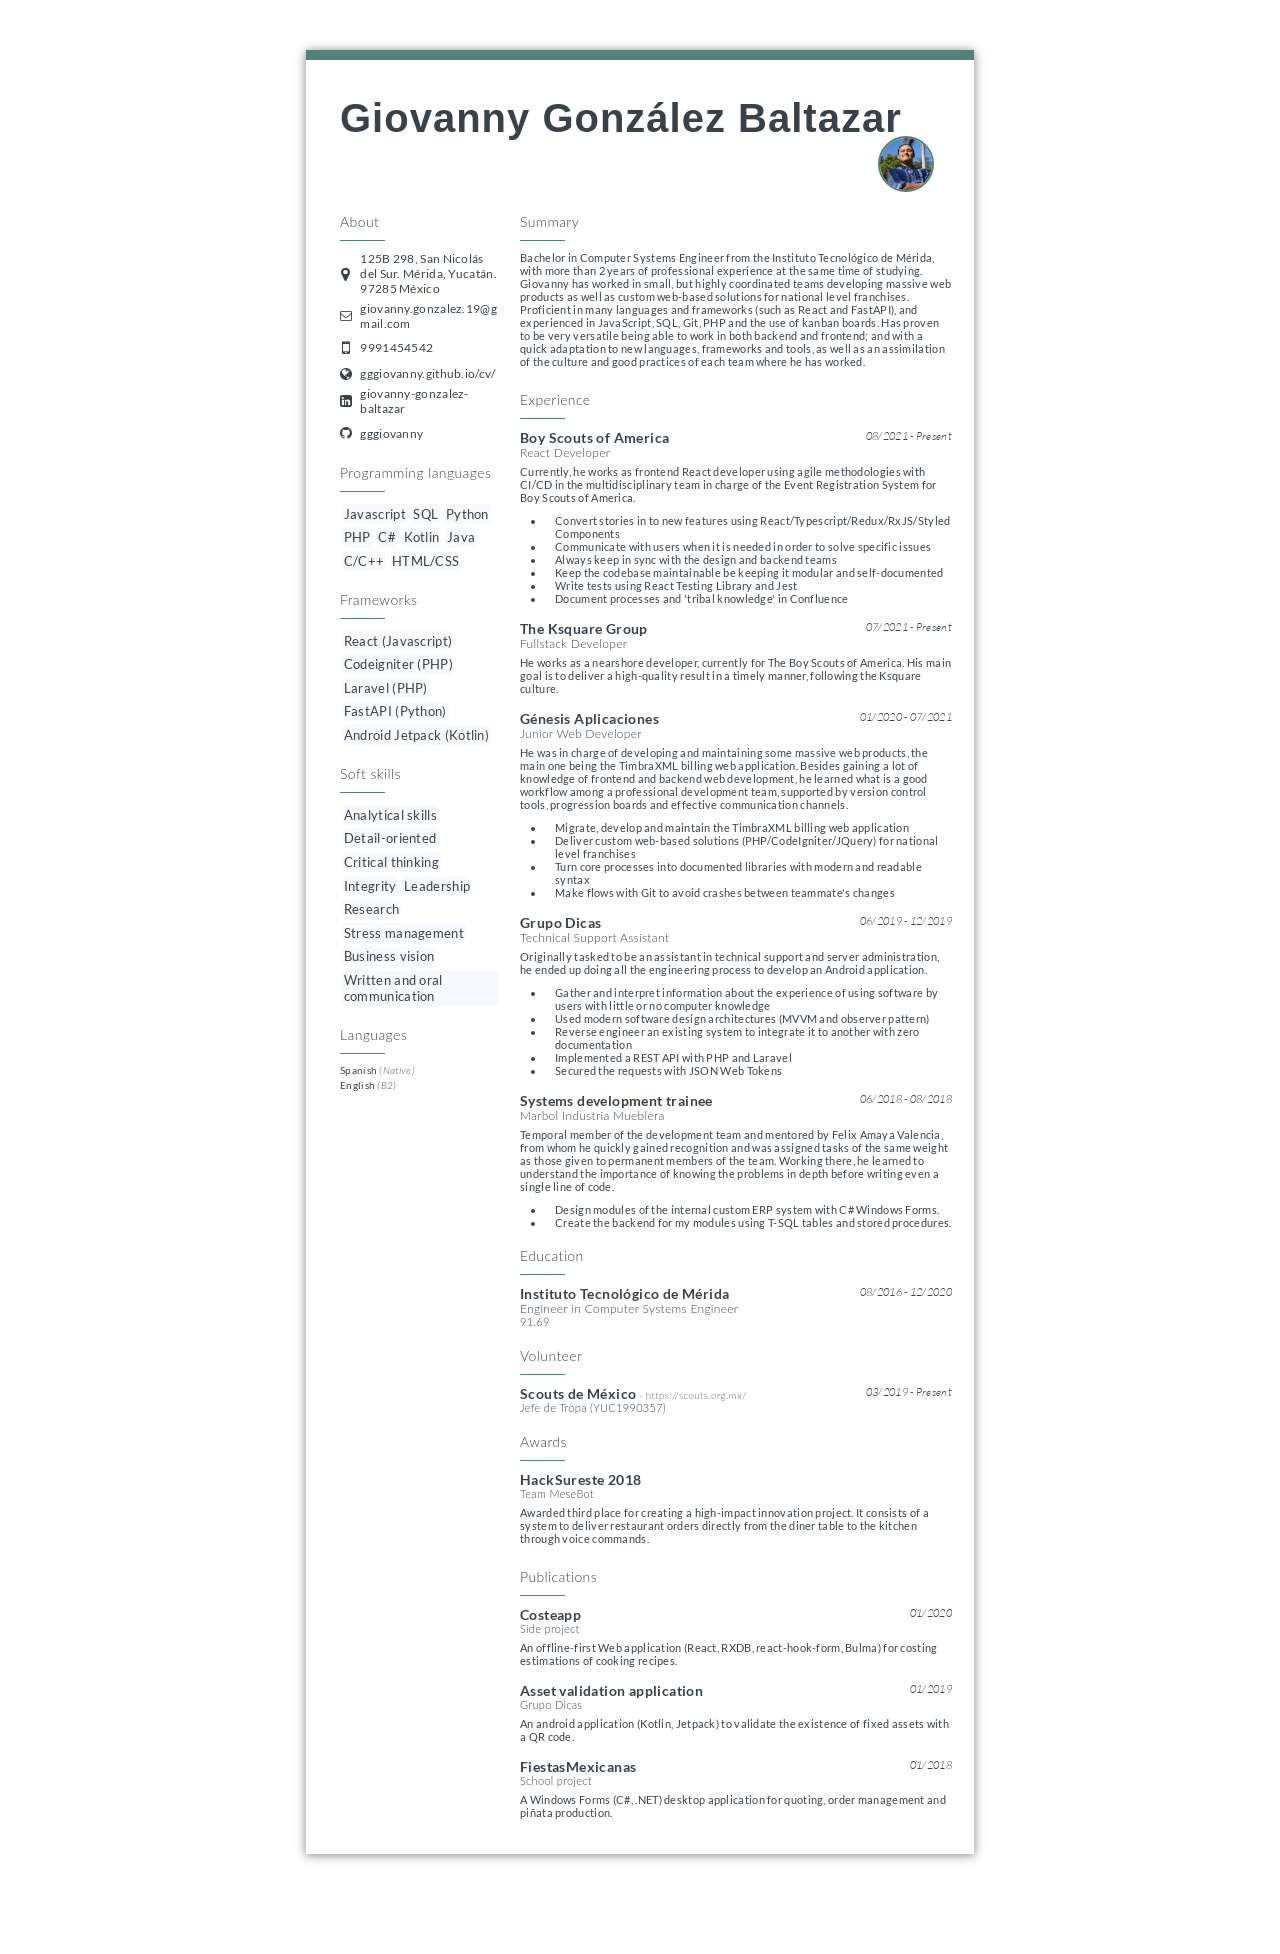 Giovanny González Baltazar
About
125B 298, San Nicolás
del Sur. Mérida, Yucatán.
97285 México
giovanny.gonzalez.19@g
mail.com
9991454542
gggiovanny.github.io/cv/
giovanny-gonzalez-
baltazar
gggiovanny
Programming languages
Javascript SQL Python
PHP C# Kotlin Java
C/C++ HTML/CSS
Frameworks
React (Javascript)
Codeigniter (PHP)
Laravel (PHP)
FastAPI (Python)
Android Jetpack (Kotlin)
Soft skills
Analytical skills
Detail-oriented
Critical thinking
Integrity Leadership
Research
Stress management
Business vision
Written and oral
communication
Languages
Spanish (Native)
English (B2)
Summary
Bachelor in Computer Systems Engineer from the Instituto Tecnológico de Mérida,
with more than 2 years of professional experience at the same time of studying.
Giovanny has worked in small, but highly coordinated teams developing massive web
products as well as custom web-based solutions for national level franchises.
Proficient in many languages and frameworks (such as React and FastAPI), and
experienced in JavaScript, SQL, Git, PHP and the use of kanban boards. Has proven
to be very versatile being able to work in both backend and frontend; and with a
quick adaptation to new languages, frameworks and tools, as well as an assimilation
of the culture and good practices of each team where he has worked.
Experience
Boy Scouts of America 08/2021 - Present
React Developer
Currently, he works as frontend React developer using agile methodologies with
CI/CD in the multidisciplinary team in charge of the Event Registration System for
Boy Scouts of America.
• Convert stories in to new features using React/Typescript/Redux/RxJS/Styled
Components
• Communicate with users when it is needed in order to solve specific issues
• Always keep in sync with the design and backend teams
• Keep the codebase maintainable be keeping it modular and self-documented
• Write tests using React Testing Library and Jest
• Document processes and 'tribal knowledge' in Confluence
The Ksquare Group 07/2021 - Present
Fullstack Developer
He works as a nearshore developer, currently for The Boy Scouts of America. His main
goal is to deliver a high-quality result in a timely manner, following the Ksquare
culture.
Génesis Aplicaciones 01/2020 - 07/2021
Junior Web Developer
He was in charge of developing and maintaining some massive web products, the
main one being the TimbraXML billing web application. Besides gaining a lot of
knowledge of frontend and backend web development, he learned what is a good
workflow among a professional development team, supported by version control
tools, progression boards and effective communication channels.
• Migrate, develop and maintain the TimbraXML billing web application
• Deliver custom web-based solutions (PHP/CodeIgniter/JQuery) for national
level franchises
• Turn core processes into documented libraries with modern and readable
syntax
• Make flows with Git to avoid crashes between teammate's changes
Grupo Dicas 06/2019 - 12/2019
Technical Support Assistant
Originally tasked to be an assistant in technical support and server administration,
he ended up doing all the engineering process to develop an Android application.
• Gather and interpret information about the experience of using software by
users with little or no computer knowledge
• Used modern software design architectures (MVVM and observer pattern)
• Reverse engineer an existing system to integrate it to another with zero
documentation
• Implemented a REST API with PHP and Laravel
• Secured the requests with JSON Web Tokens
Systems development trainee 06/2018 - 08/2018
Marbol Industria Mueblera
Temporal member of the development team and mentored by Felix Amaya Valencia,
from whom he quickly gained recognition and was assigned tasks of the same weight
as those given to permanent members of the team. Working there, he learned to
understand the importance of knowing the problems in depth before writing even a
single line of code.
• Design modules of the internal custom ERP system with C# Windows Forms.
• Create the backend for my modules using T-SQL tables and stored procedures.
Education
Instituto Tecnológico de Mérida 08/2016 - 12/2020
Engineer in Computer Systems Engineer
91.69
Volunteer
Scouts de México - https://scouts.org.mx/ 03/2019 - Present
Jefe de Tropa (YUC1990357)
Awards
HackSureste 2018
Team MeseBot
Awarded third place for creating a high-impact innovation project. It consists of a
system to deliver restaurant orders directly from the diner table to the kitchen
through voice commands.
Publications
Costeapp 01/2020
Side project
An offline-first Web application (React, RXDB, react-hook-form, Bulma) for costing
estimations of cooking recipes.
Asset validation application 01/2019
Grupo Dicas
An android application (Kotlin, Jetpack) to validate the existence of fixed assets with
a QR code.
FiestasMexicanas 01/2018
School project
A Windows Forms (C#, .NET) desktop application for quoting, order management and
piñata production.